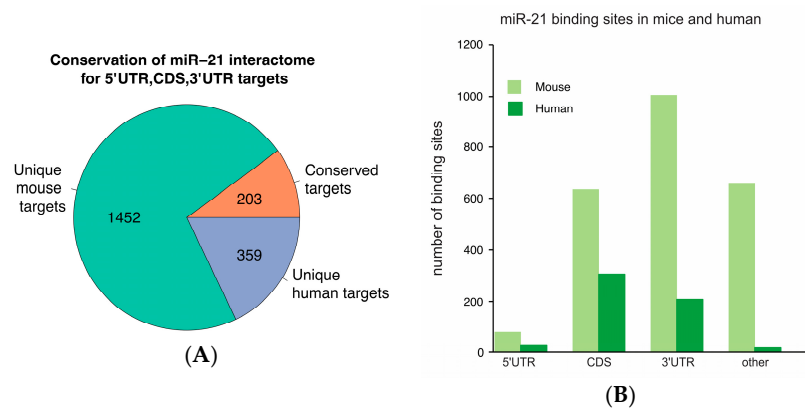 Conservation of miR–21 interactome
for 5'UTR,CDS,3'UTR targets
Unique
mouse
targets
1452
Conserved
targets
203
359
Unique
human targets
(A)
miR-21 binding sites in mice and human
number of binding sites
1200
1000
800
600
400
200
0
Mouse
Human
5'UTR
CDS
3'UTR
other
(B)